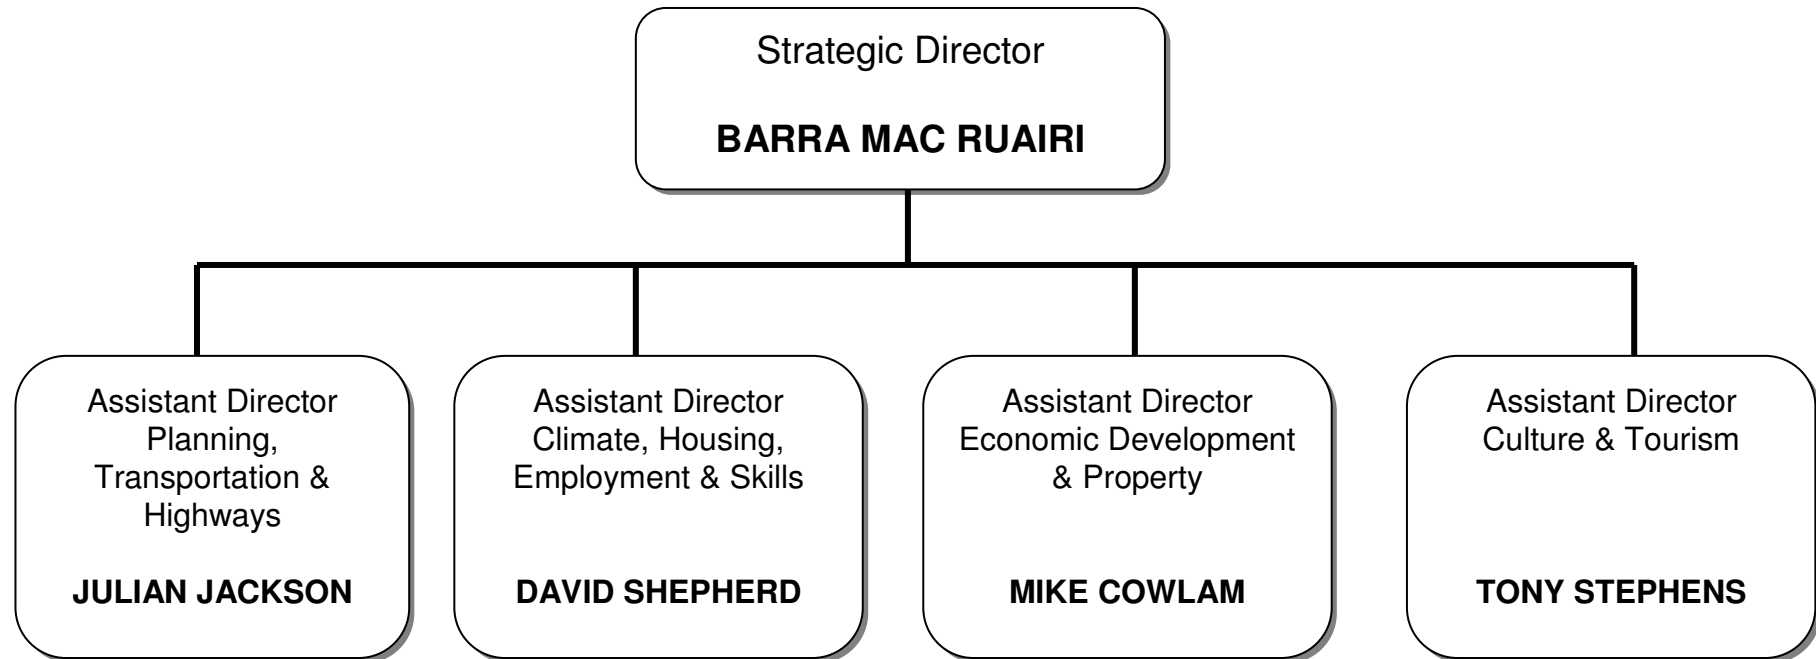 Strategic Director
BARRA MAC RUAIRI
Assistant Director
Planning,
Transportation &
Highways
JULIAN JACKSON
Assistant Director
Climate, Housing,
Employment & Skills
DAVID SHEPHERD
Assistant Director
Economic Development
& Property
MIKE COWLAM
Assistant Director
Culture & Tourism
TONY STEPHENS